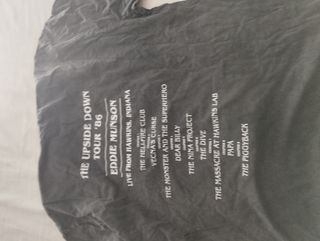 THE UPSIDE DOWN
TOUR '86
EDDIE MUNSON
LIVE FROM HAWKINS, INDIANA
THE HELLFIRE CLUB
VECNA'S CURSE
THE MONSTER AND THE SUPERHERO
DEAR BILLY
THE NINA PROJECT
THE DIVE
THE MASSACRE AT HAWKINS LAB
PAPA
THE PIGGYBACK